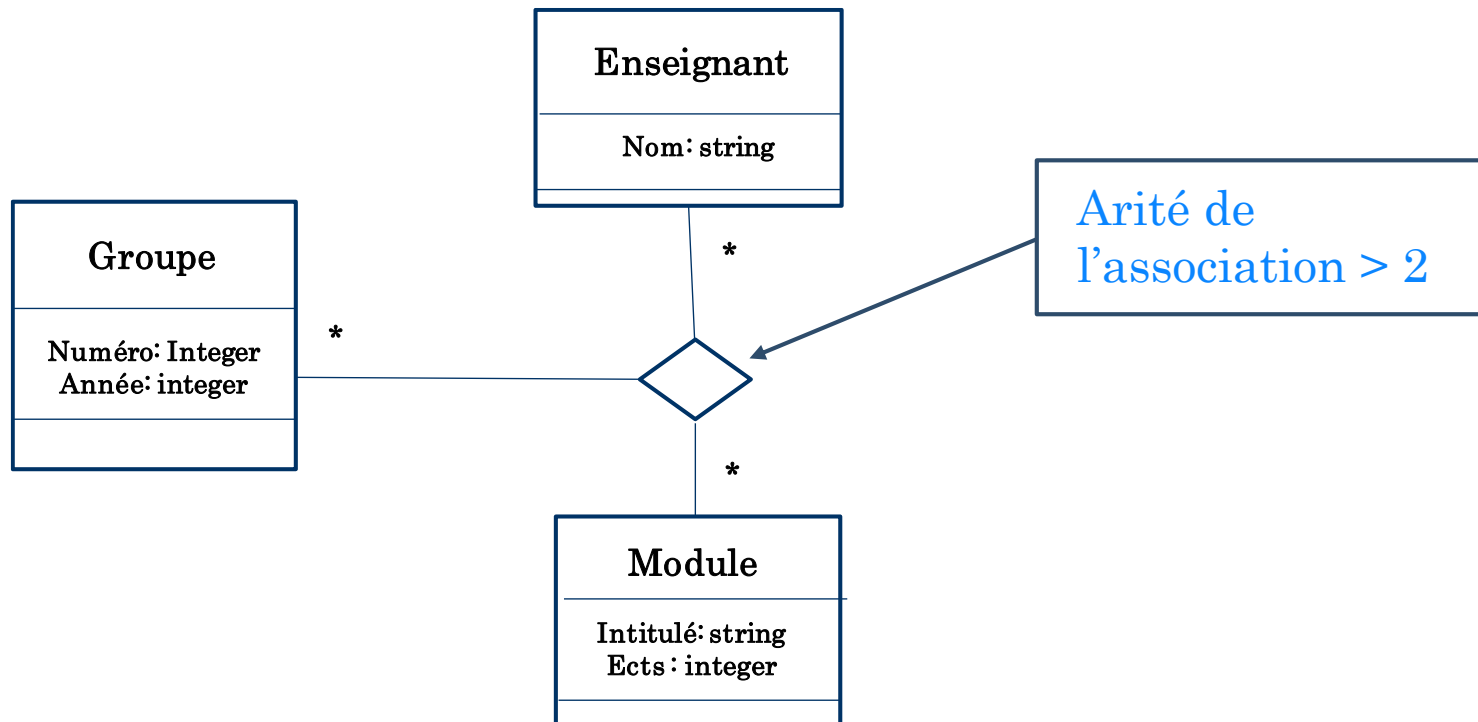 Enseignant
Nom: string
Arité de
l’association > 2
*
Groupe
*
Numéro: Integer
Année: integer
*
Module
Intitulé: string
Ects : integer